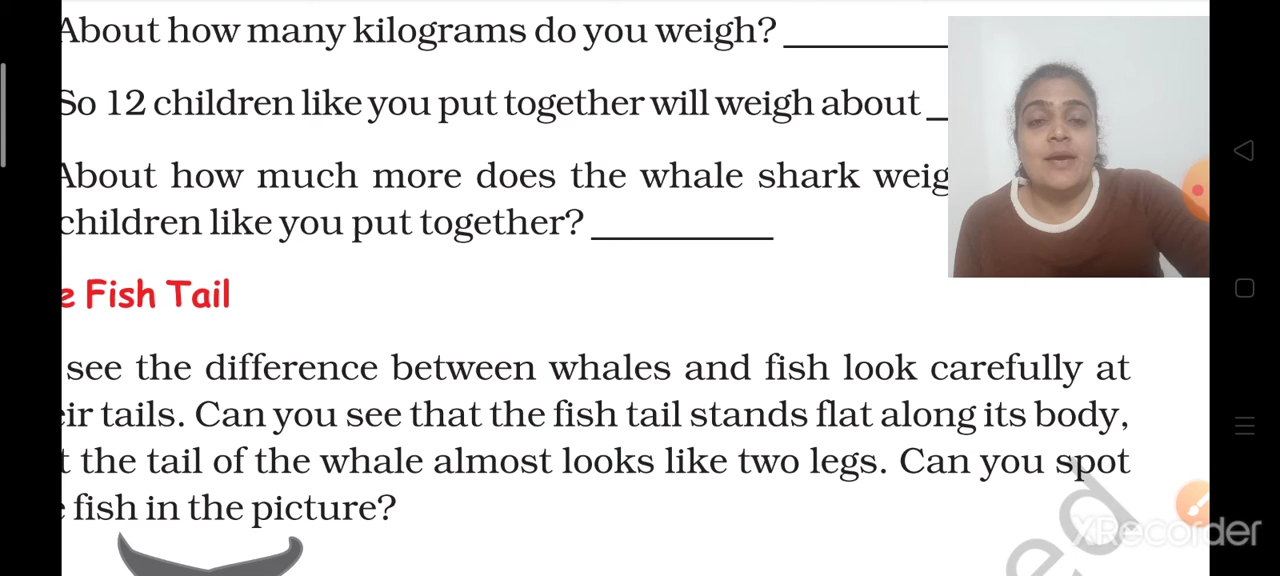 About how many kilograms do you weigh?
So 12 children like you put together will weigh about
About how much more does the whale shark weig
children like you put together?
e Fish Tail
see the difference between whales and fish look carefully at
eir tails. Can you see that the fish tail stands flat along its body,
t the tail of the whale almost looks like two legs. Can you spot
e fish in the picture?
ed
XRecorder